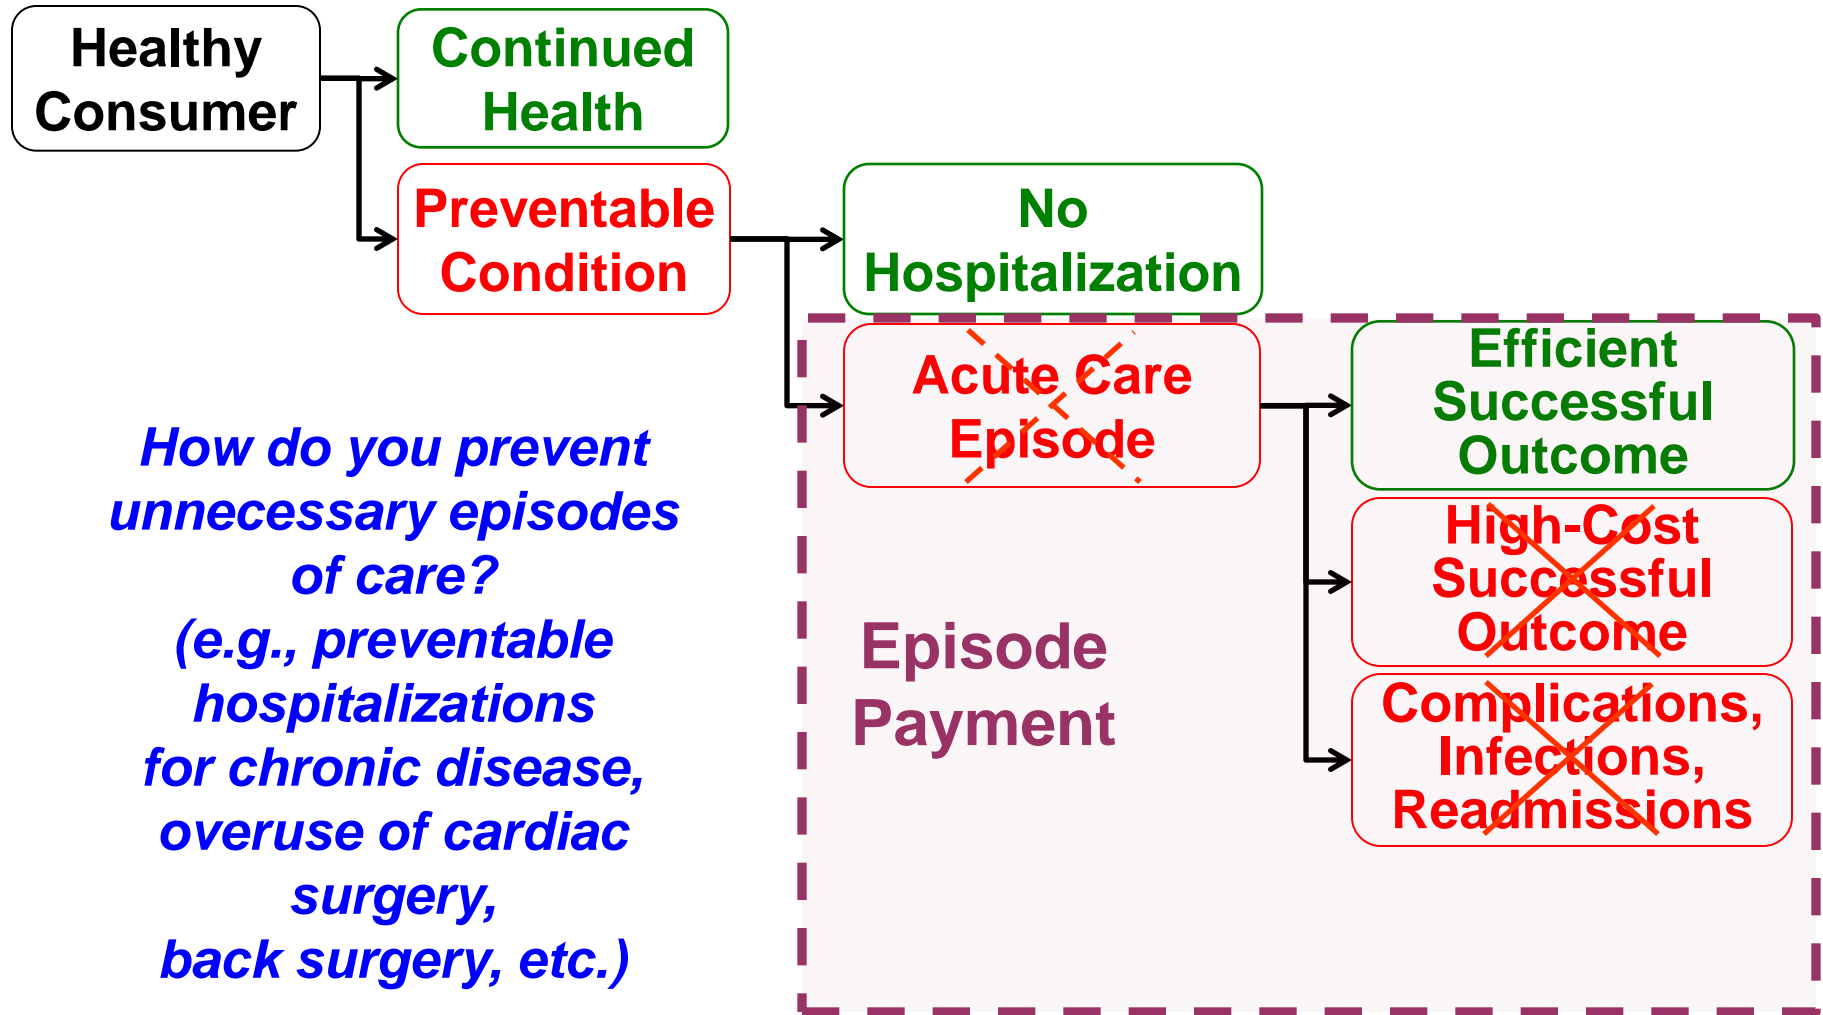 Healthy
Consumer
Continued
Health
Preventable
Condition
No
Hospitalization
Acute Care
Episode
Efficient
Successful
Outcome
High-Cost
Successful
Outcome
Complications,
Infections,
Readmissions
Episode
Payment
How do you prevent
unnecessary episodes
of care?
(e.g., preventable
hospitalizations
for chronic disease,
overuse of cardiac
surgery,
back surgery, etc.)